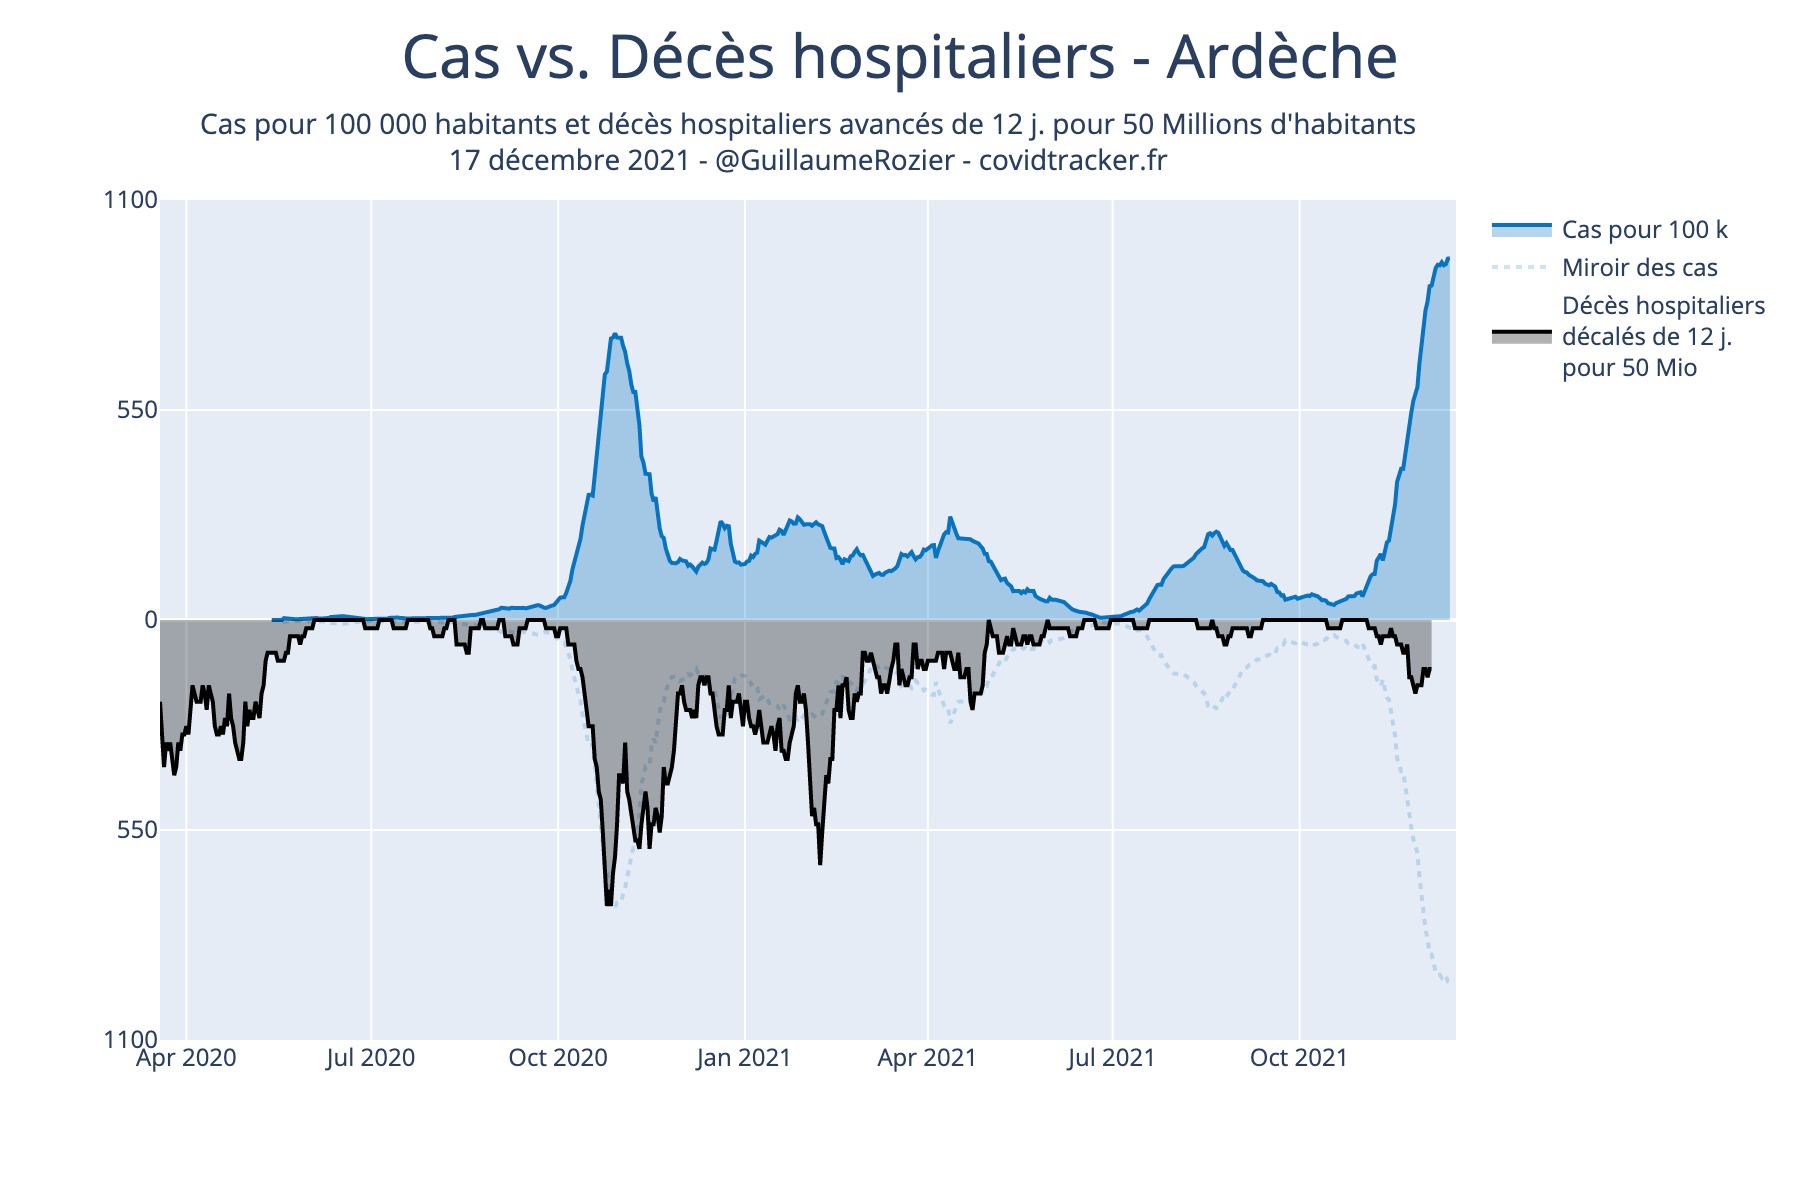 Cas vs. Décès hospitaliers - Ardèche
Cas pour 100 000 habitants et décès hospitaliers avancés de 12 j. pour 50 Millions d'habitants
17 décembre 2021 - @GuillaumeRozier - covidtracker.fr
1100
550
0
550
1100
Apr 2020
Jul 2020
Oct 2020
Jan 2021
Apr 2021
Jul 2021
Oct 2021
Cas pour 100 k
Miroir des cas
Décès hospitaliers
décalés de 12 j.
pour 50 Mio